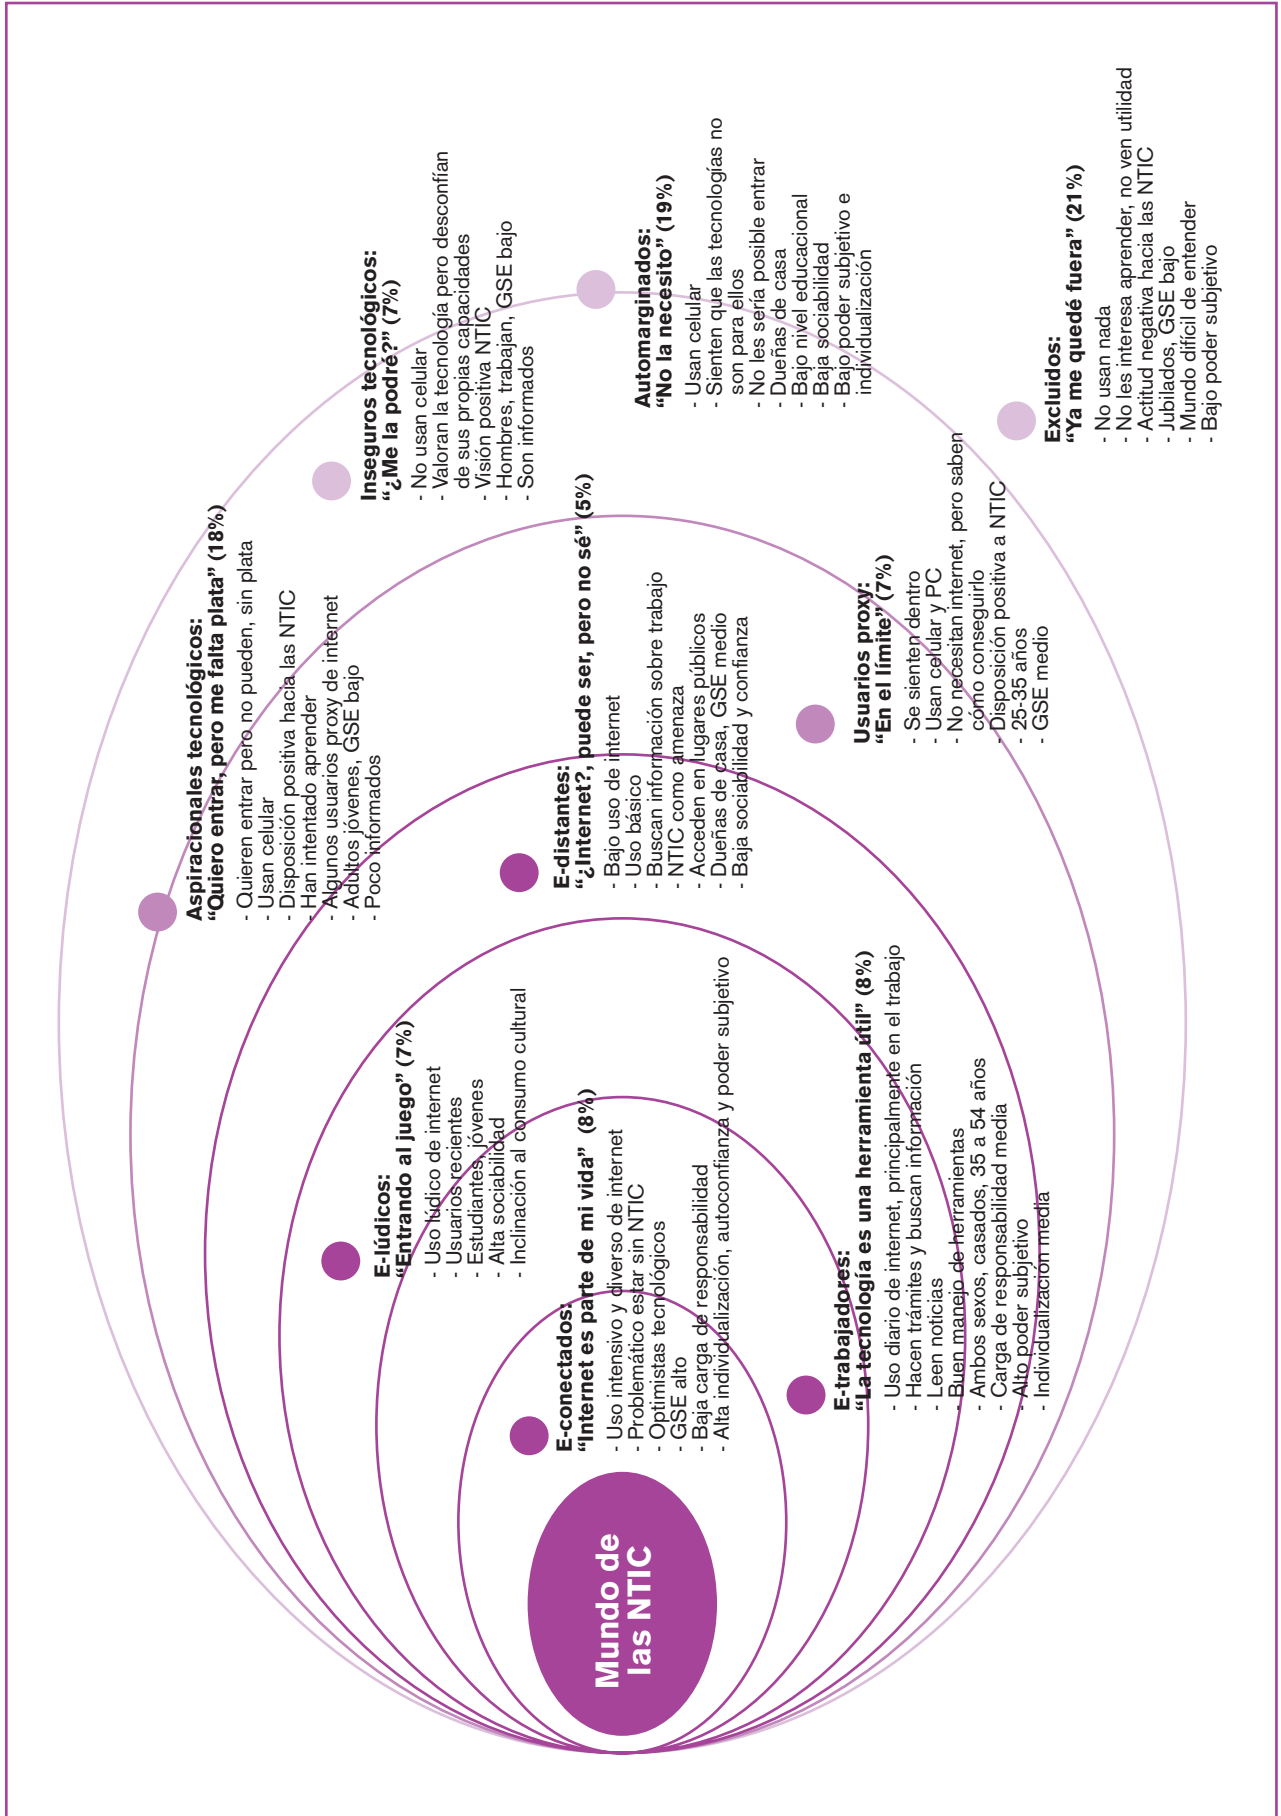 Mundo de
las NTIC
E-conectados:
“Internet es parte de mi vida” (8%)
- Uso intensivo y diverso de internet
- Problemático estar sin NTIC
- Optimistas tecnológicos
- GSE alto
- Baja carga de responsabilidad
- Alta individualización, autoconfianza y poder subjetivo
E-trabajadores:
“La tecnología es una herramienta útil” (8%)
- Uso diario de internet, principalmente en el trabajo
- Hacen trámites y buscan información
- Leen noticias
- Buen manejo de herramientas
- Ambos sexos, casados, 35 a 54 años
- Carga de responsabilidad media
- Alto poder subjetivo
- Individualización media
E-lúdicos:
“Entrando al juego” (7%)
- Uso lúdico de internet
- Usuarios recientes
- Estudiantes, jóvenes
- Alta sociabilidad
- Inclinación al consumo cultural
E-distantes:
“¿Internet?, puede ser, pero no sé” (5%)
- Bajo uso de internet
- Uso básico
- Buscan información sobre trabajo
- NTIC como amenaza
- Acceden en lugares públicos
- Dueñas de casa, GSE medio
- Baja sociabilidad y confianza
Usuarios proxy:
“En el límite” (7%)
- Se sienten dentro
- Usan celular y PC
- No necesitan internet, pero saben
cómo conseguirlo
- Disposición positiva a NTIC
- 25-35 años
- GSE medio
Aspiracionales tecnológicos:
“Quiero entrar, pero me falta plata” (18%)
- Quieren entrar pero no pueden, sin plata
- Usan celular
- Disposición positiva hacia las NTIC
- Han intentado aprender
- Algunos usuarios proxy de internet
- Adultos jóvenes, GSE bajo
- Poco informados
Inseguros tecnológicos:
“¿Me la podré?” (7%)
- No usan celular
- Valoran la tecnología pero desconfían
de sus propias capacidades
- Visión positiva NTIC
- Hombres, trabajan, GSE bajo
- Son informados
Automarginados:
“No la necesito” (19%)
- Usan celular
- Sienten que las tecnologías no
son para ellos
- No les sería posible entrar
- Dueñas de casa
- Bajo nivel educacional
- Baja sociabilidad
- Bajo poder subjetivo e
individualización
Excluidos:
“Ya me quedé fuera” (21%)
- No usan nada
- No les interesa aprender, no ven utilidad
- Actitud negativa hacia las NTIC
- Jubilados, GSE bajo
- Mundo difícil de entender
- Bajo poder subjetivo